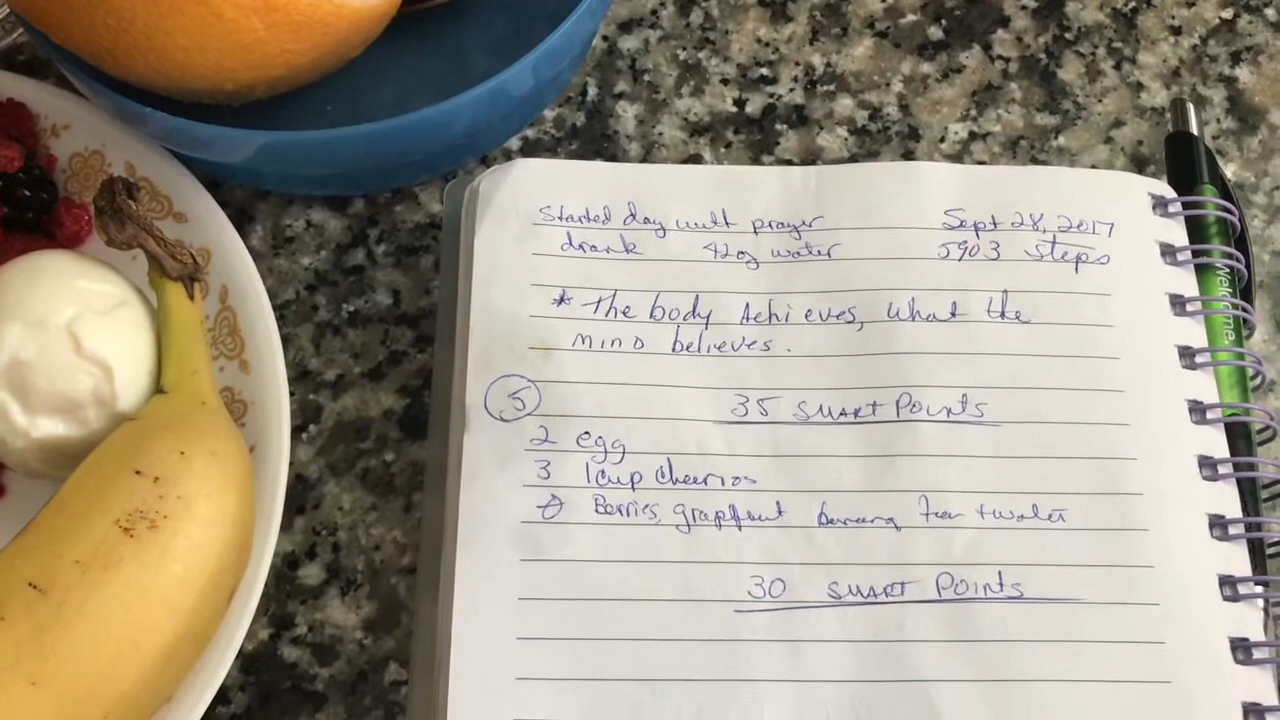 Started day with prayer Sept 28, 2017
drank 42oz water 5903 Steps
* The body Achieves, what the
MIND believes.
5 35 SMART POINTS
2 egg
3 1cup cheerios
0 Berries, grapefruit banana Tea + water
30 SMART POINTS
Welcome.